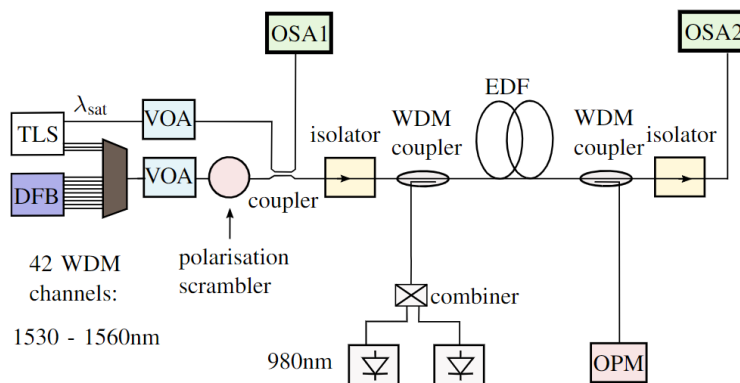 OSA1
OSA2
λsat
VOA
EDF
TLS
isolator
WDM
coupler
WDM
coupler
isolator
DFB
VOA
coupler
42 WDM
channels:
1530 - 1560nm
polarisation
scrambler
combiner
980nm
OPM